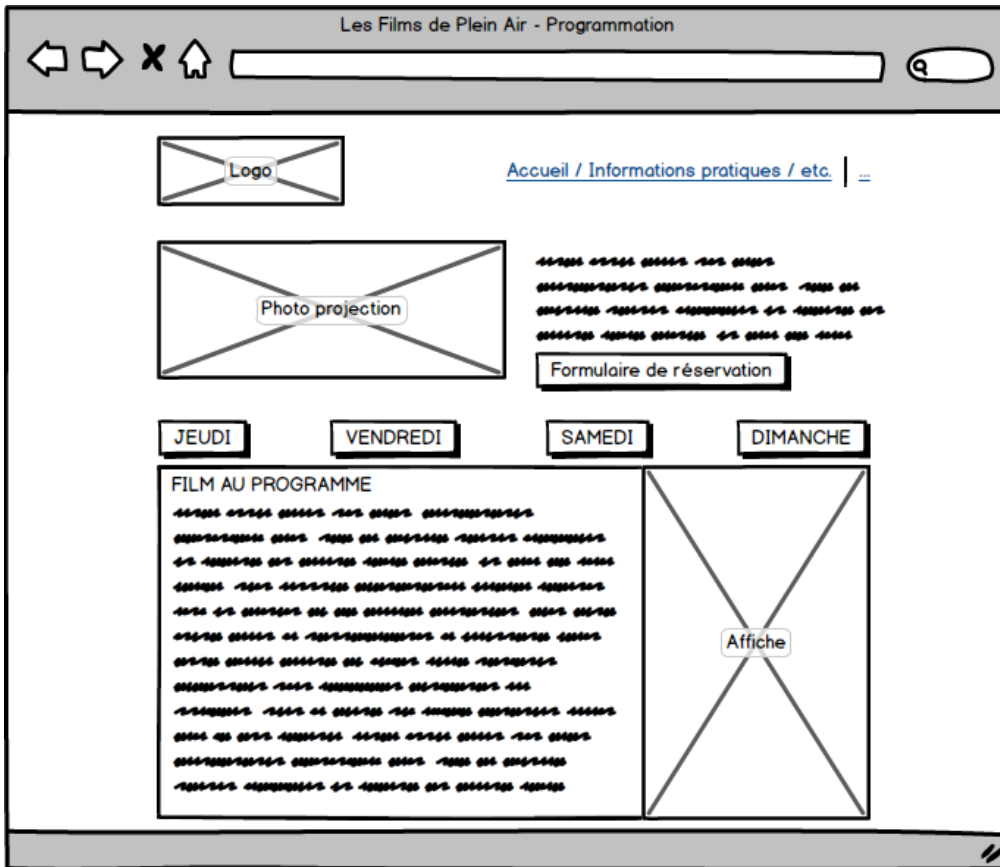 Les Films de Plein Air - Programmation
Logo
Accueil / Informations pratiques / etc. | ...
Photo projection
Formulaire de réservation
JEUDI
VENDREDI
SAMEDI
DIMANCHE
FILM AU PROGRAMME
Affiche